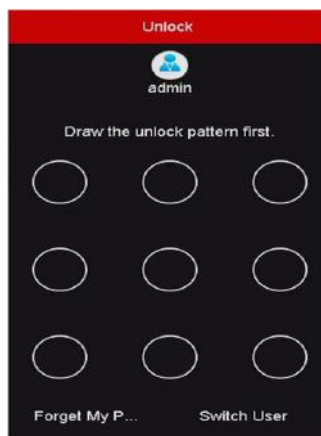 Unlock
admin
Draw the unlock pattern first.
Forget My P...
Switch User